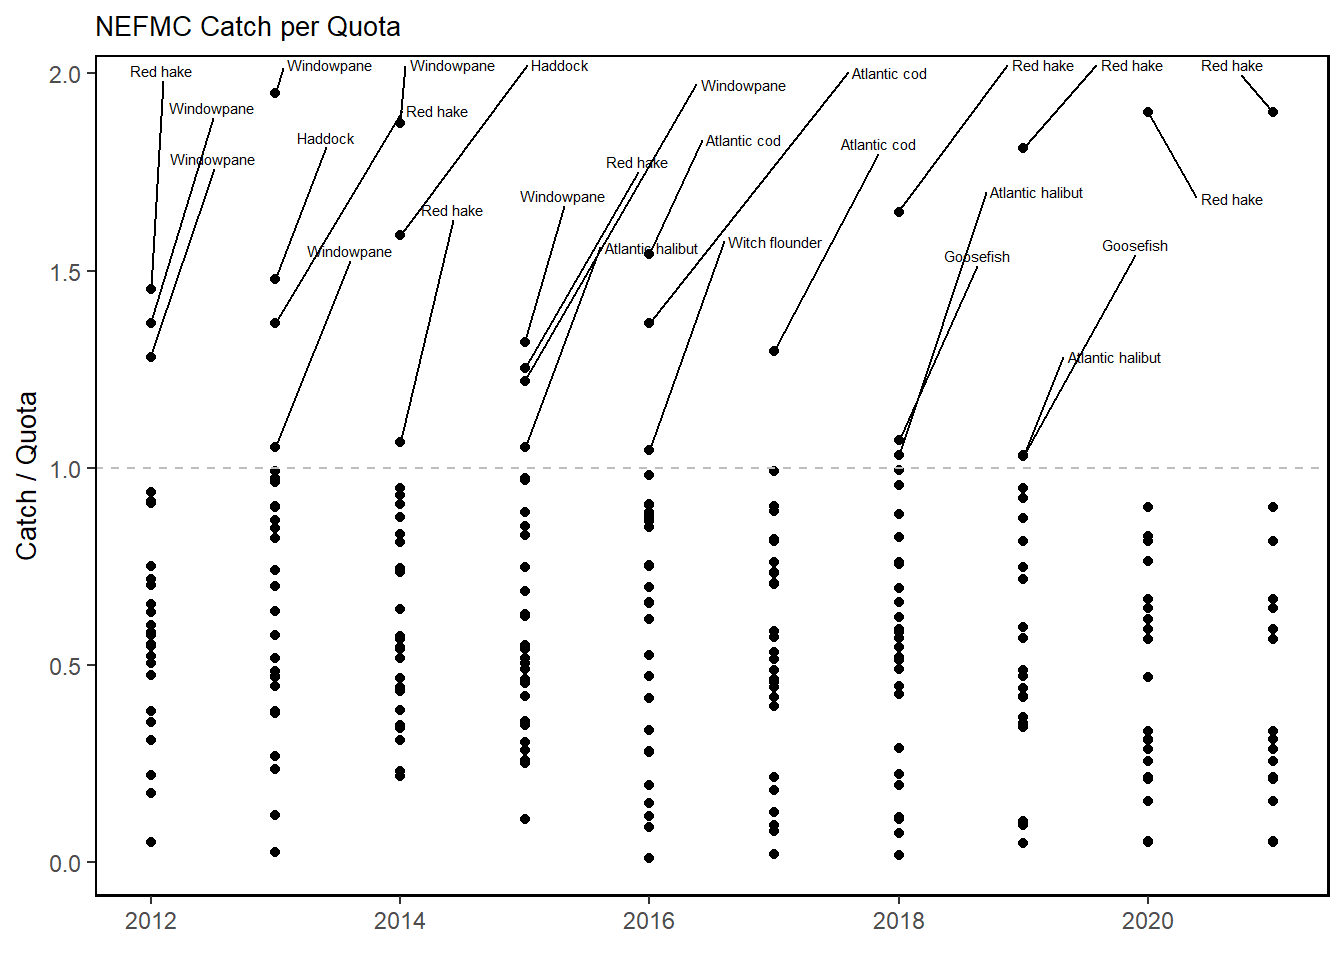 NEFMC Catch per Quota
Catch / Quota
2.0
1.5
1.0
0.5
0.0
Red hake
Windowpane
Windowpane
Haddock
Red hake
Atlantic cod
Red hake
Red hake
Red hake
Windowpane
Red hake
Windowpane
Windowpane
Haddock
Atlantic cod
Atlantic cod
Red hake
Windowpane
Windowpane
Atlantic halibut
Red hake
Red hake
Windowpane
Atlantic halibut
Witch flounder
Goosefish
Goosefish
Atlantic halibut
2012
2014
2016
2018
2020